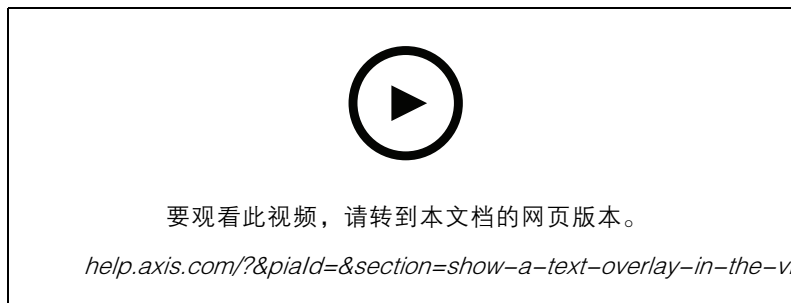 要观看此视频，请转到本文档的网页版本。
help.axis.com/?&piaId=&section=show-a-text-overlay-in-the-vi